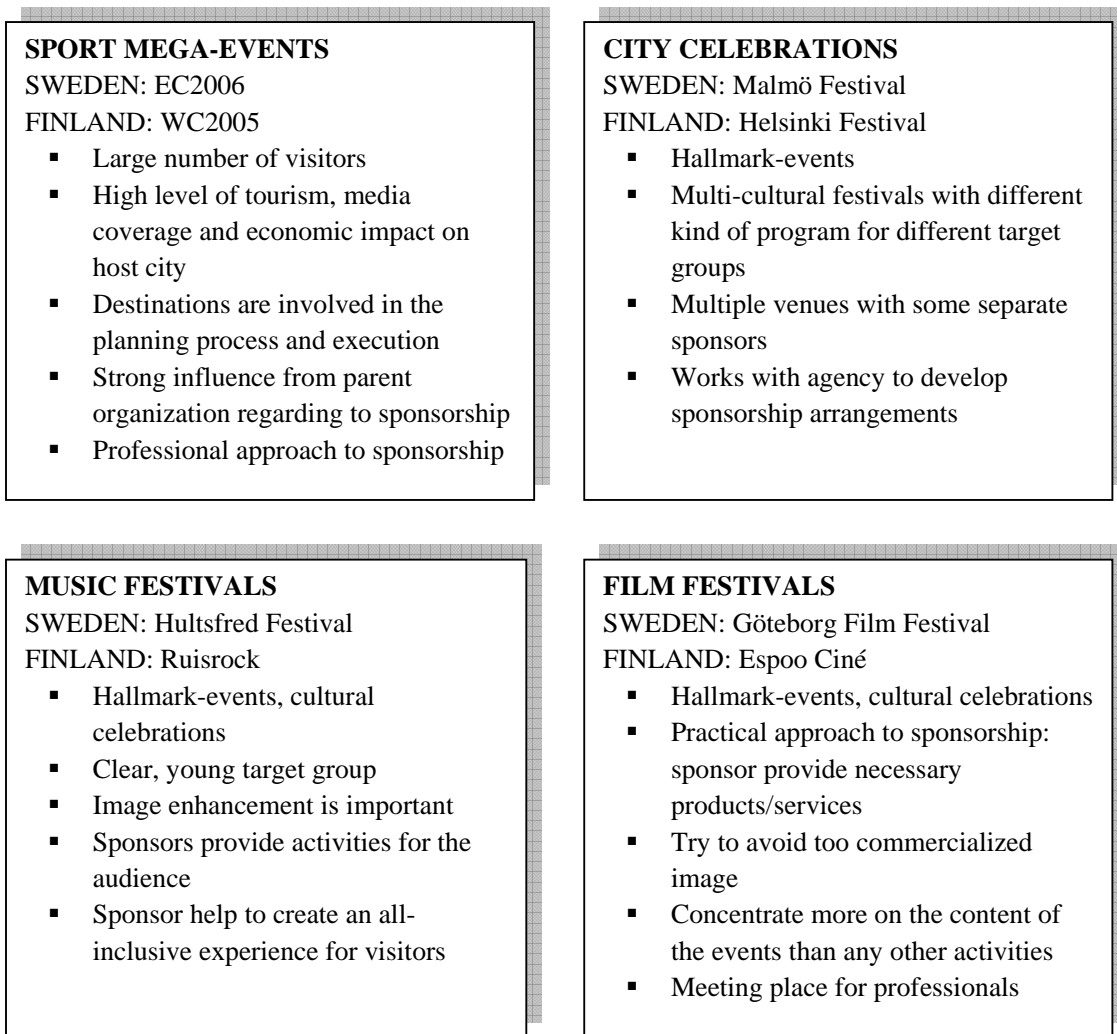 SPORT MEGA-EVENTS
SWEDEN: EC2006
FINLAND: WC2005
▪ Large number of visitors
▪ High level of tourism, media
coverage and economic impact on
host city
▪ Destinations are involved in the
planning process and execution
▪ Strong influence from parent
organization regarding to sponsorship
▪ Professional approach to sponsorship
CITY CELEBRATIONS
SWEDEN: Malmö Festival
FINLAND: Helsinki Festival
▪ Hallmark-events
▪ Multi-cultural festivals with different
kind of program for different target
groups
▪ Multiple venues with some separate
sponsors
▪ Works with agency to develop
sponsorship arrangements
MUSIC FESTIVALS
SWEDEN: Hultsfred Festival
FINLAND: Ruisrock
▪ Hallmark-events, cultural
celebrations
▪ Clear, young target group
▪ Image enhancement is important
▪ Sponsors provide activities for the
audience
▪ Sponsor help to create an all-
inclusive experience for visitors
FILM FESTIVALS
SWEDEN: Göteborg Film Festival
FINLAND: Espoo Ciné
▪ Hallmark-events, cultural celebrations
▪ Practical approach to sponsorship:
sponsor provide necessary
products/services
▪ Try to avoid too commercialized
image
▪ Concentrate more on the content of
the events than any other activities
▪ Meeting place for professionals